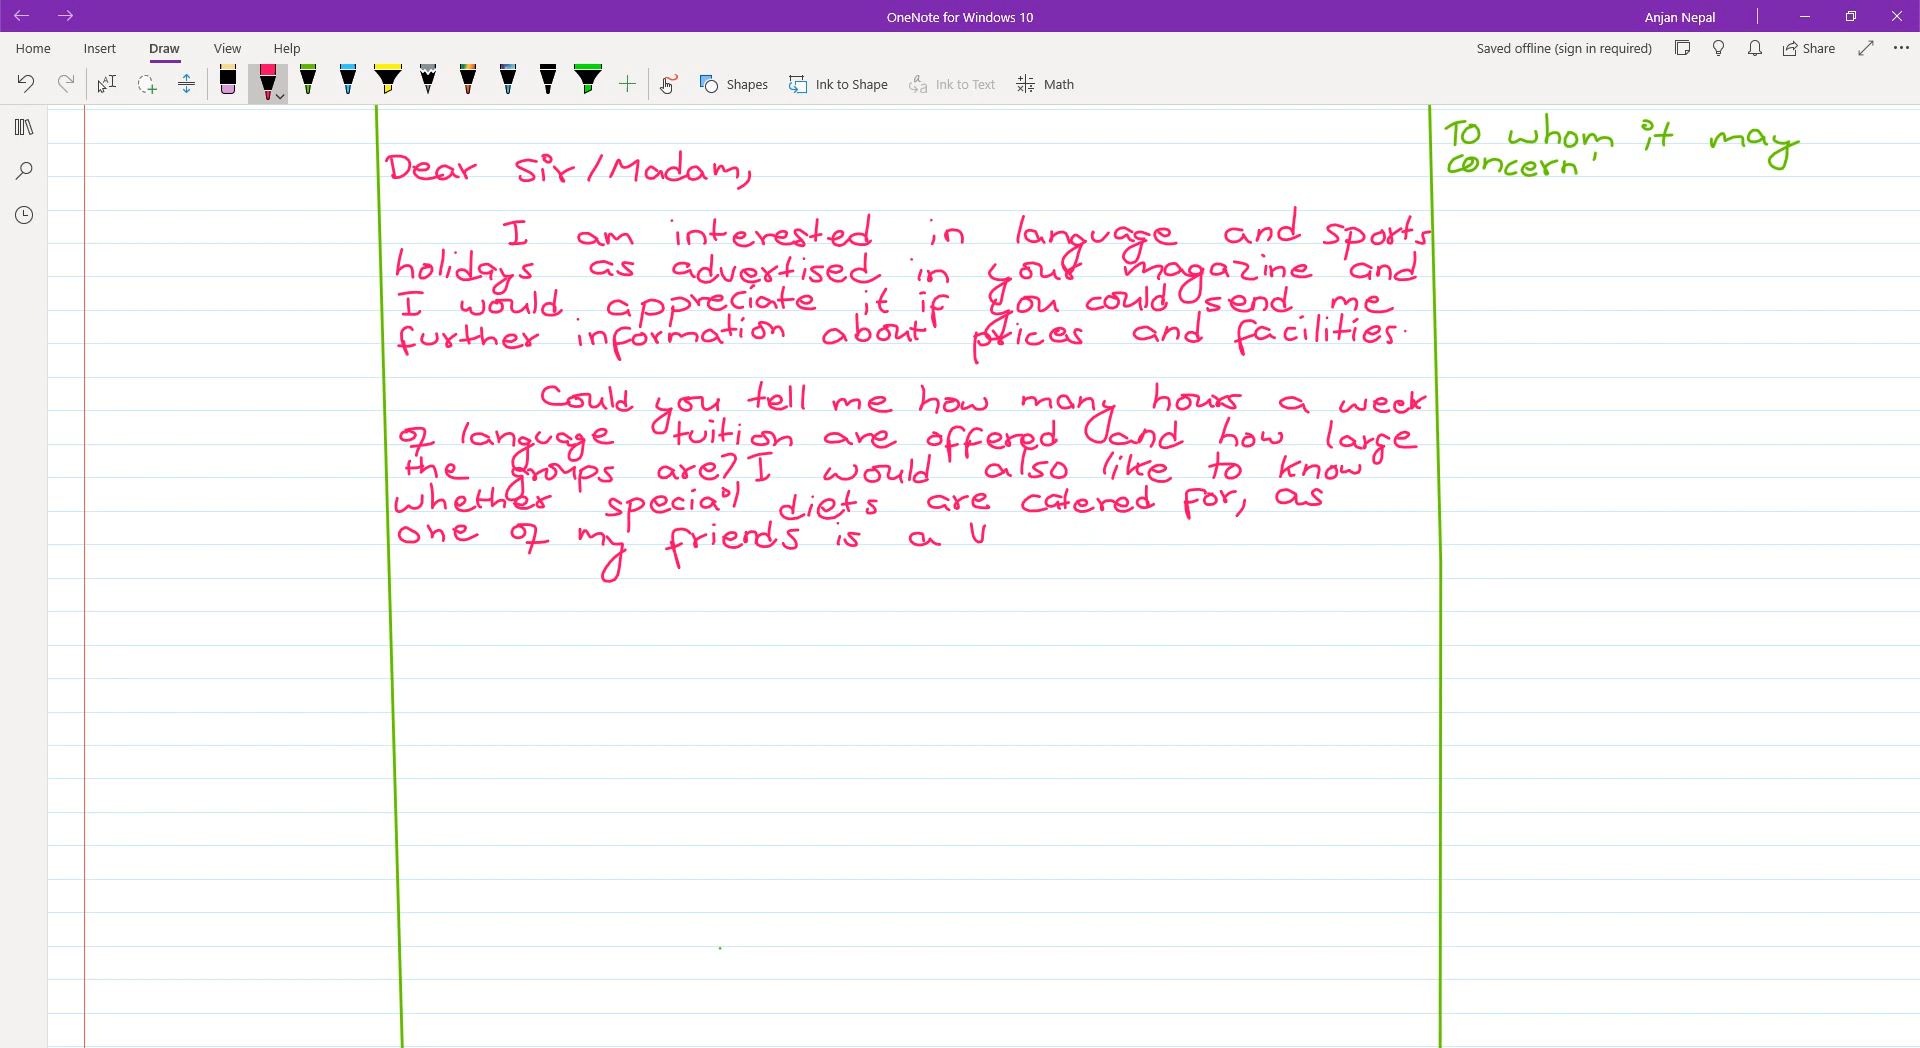 OneNote for Windows 10
Anjan Nepal
Home Insert Draw View Help
Saved offline (sign in required)
Share
Shapes
Ink to Shape
Ink to Text
Math
To whom it may
concern'
Dear Sir/Madam,
I am interested in language and sports
holidays as advertised in your magazine and
I would appreciate it if you could send me
further information about prices and facilities.
Could you tell me how many hours a week
of language tuition are offered and how large
the groups are? I would also like to know
whether special diets are catered for, as
one of my friends is a v